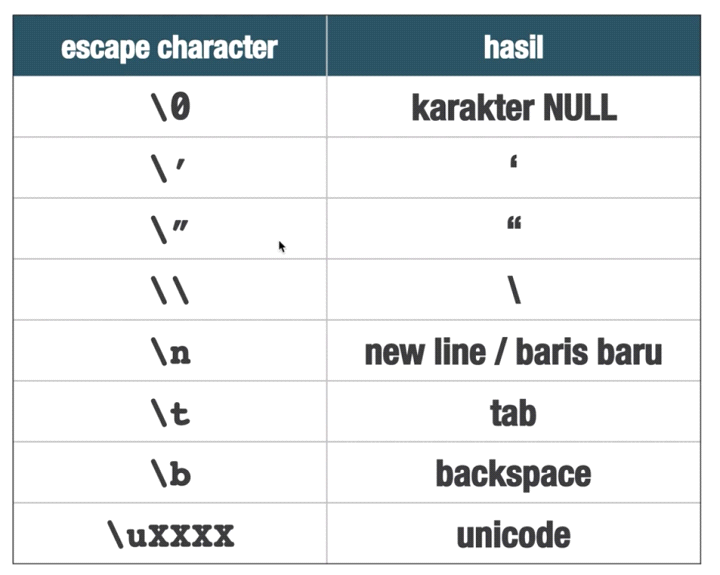 escape character hasil
\0 karakter NULL
\′ ‘
\″ “
\\ \
\n new line / baris baru
\t tab
\b backspace
\uXXXX unicode